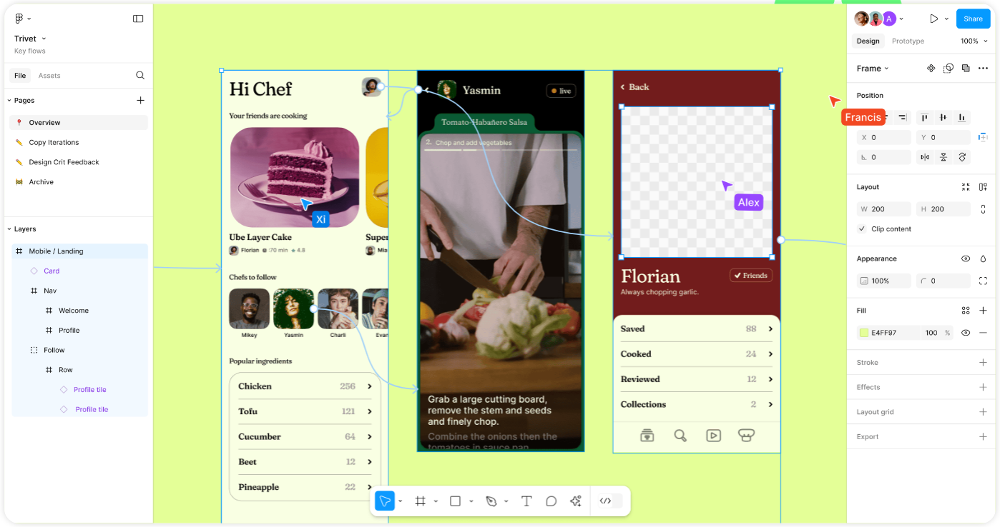 Trivet
Key flows
File
Assets
Pages
Overview
Copy Iterations
Design Crit Feedback
Archive
Layers
Mobile / Landing
Card
Nav
Welcome
Profile
Follow
Row
Profile tile
Profile tile
Hi Chef
Your friends are cooking
Xi
Ube Layer Cake
Super
Florian
70 min
4.8
Mia
Chefs to follow
Mikey
Yasmin
Charli
Evan
Popular ingredients
Chicken 256
Tofu 121
Cucumber 64
Beet 12
Pineapple 22
Yasmin
live
Tomato-Habañero Salsa
2. Chop and add vegetables
Grab a large cutting board,
remove the stem and seeds
and finely chop.
Combine the onions then the
tomatoes in sauce pan
Back
Alex
Florian
Friends
Always chopping garlic.
Saved 88
Cooked 24
Reviewed 12
Collections 2
A
Share
Design
Prototype
100%
Frame
Position
Francis
X 0
Y 0
0
Layout
W 200
H 200
Clip content
Appearance
100%
0
Fill
E4FF97 100 %
Stroke
Effects
Layout grid
Export